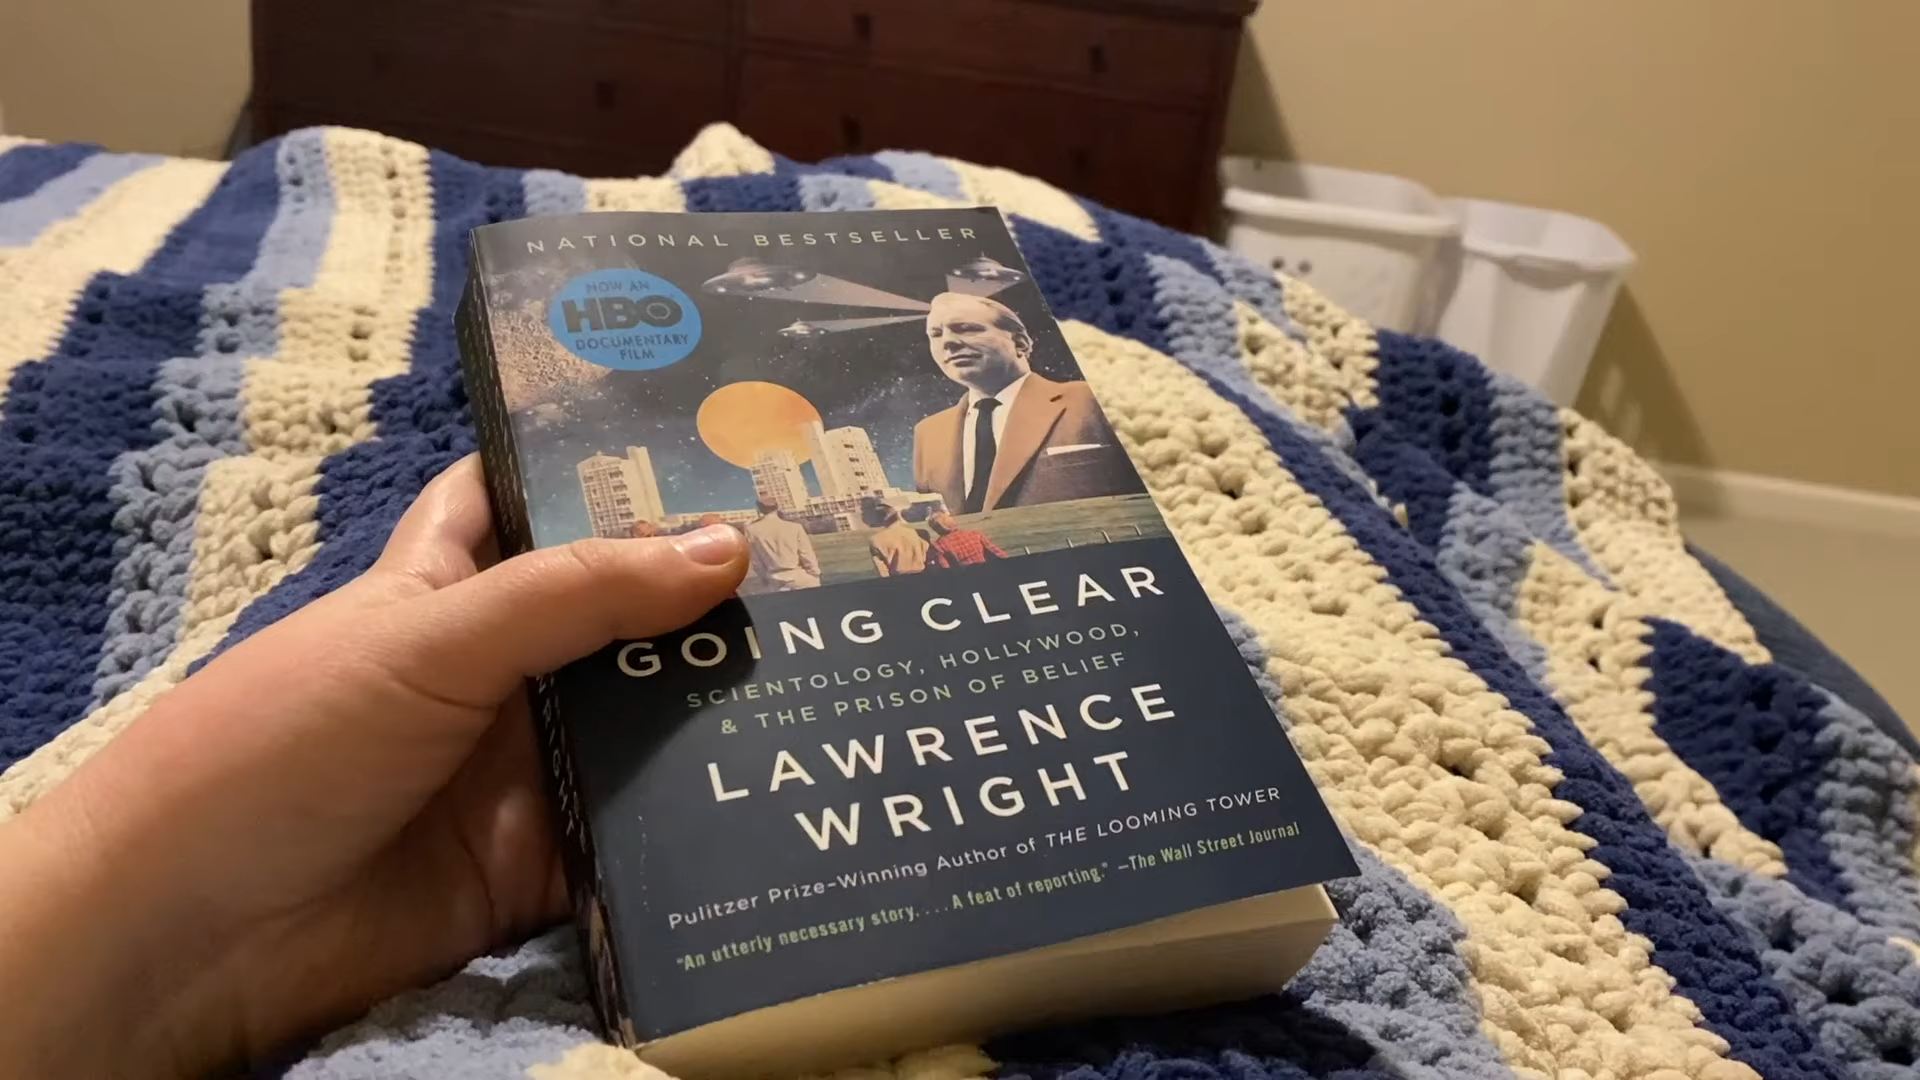 NATIONAL BESTSELLER
NOW AN
HBO
DOCUMENTARY
FILM
GOING CLEAR
SCIENTOLOGY, HOLLYWOOD,
& THE PRISON OF BELIEF
LAWRENCE
WRIGHT
Pulitzer Prize–Winning Author of THE LOOMING TOWER
"An utterly necessary story. . . . A feat of reporting." —The Wall Street Journal
WRIGHT